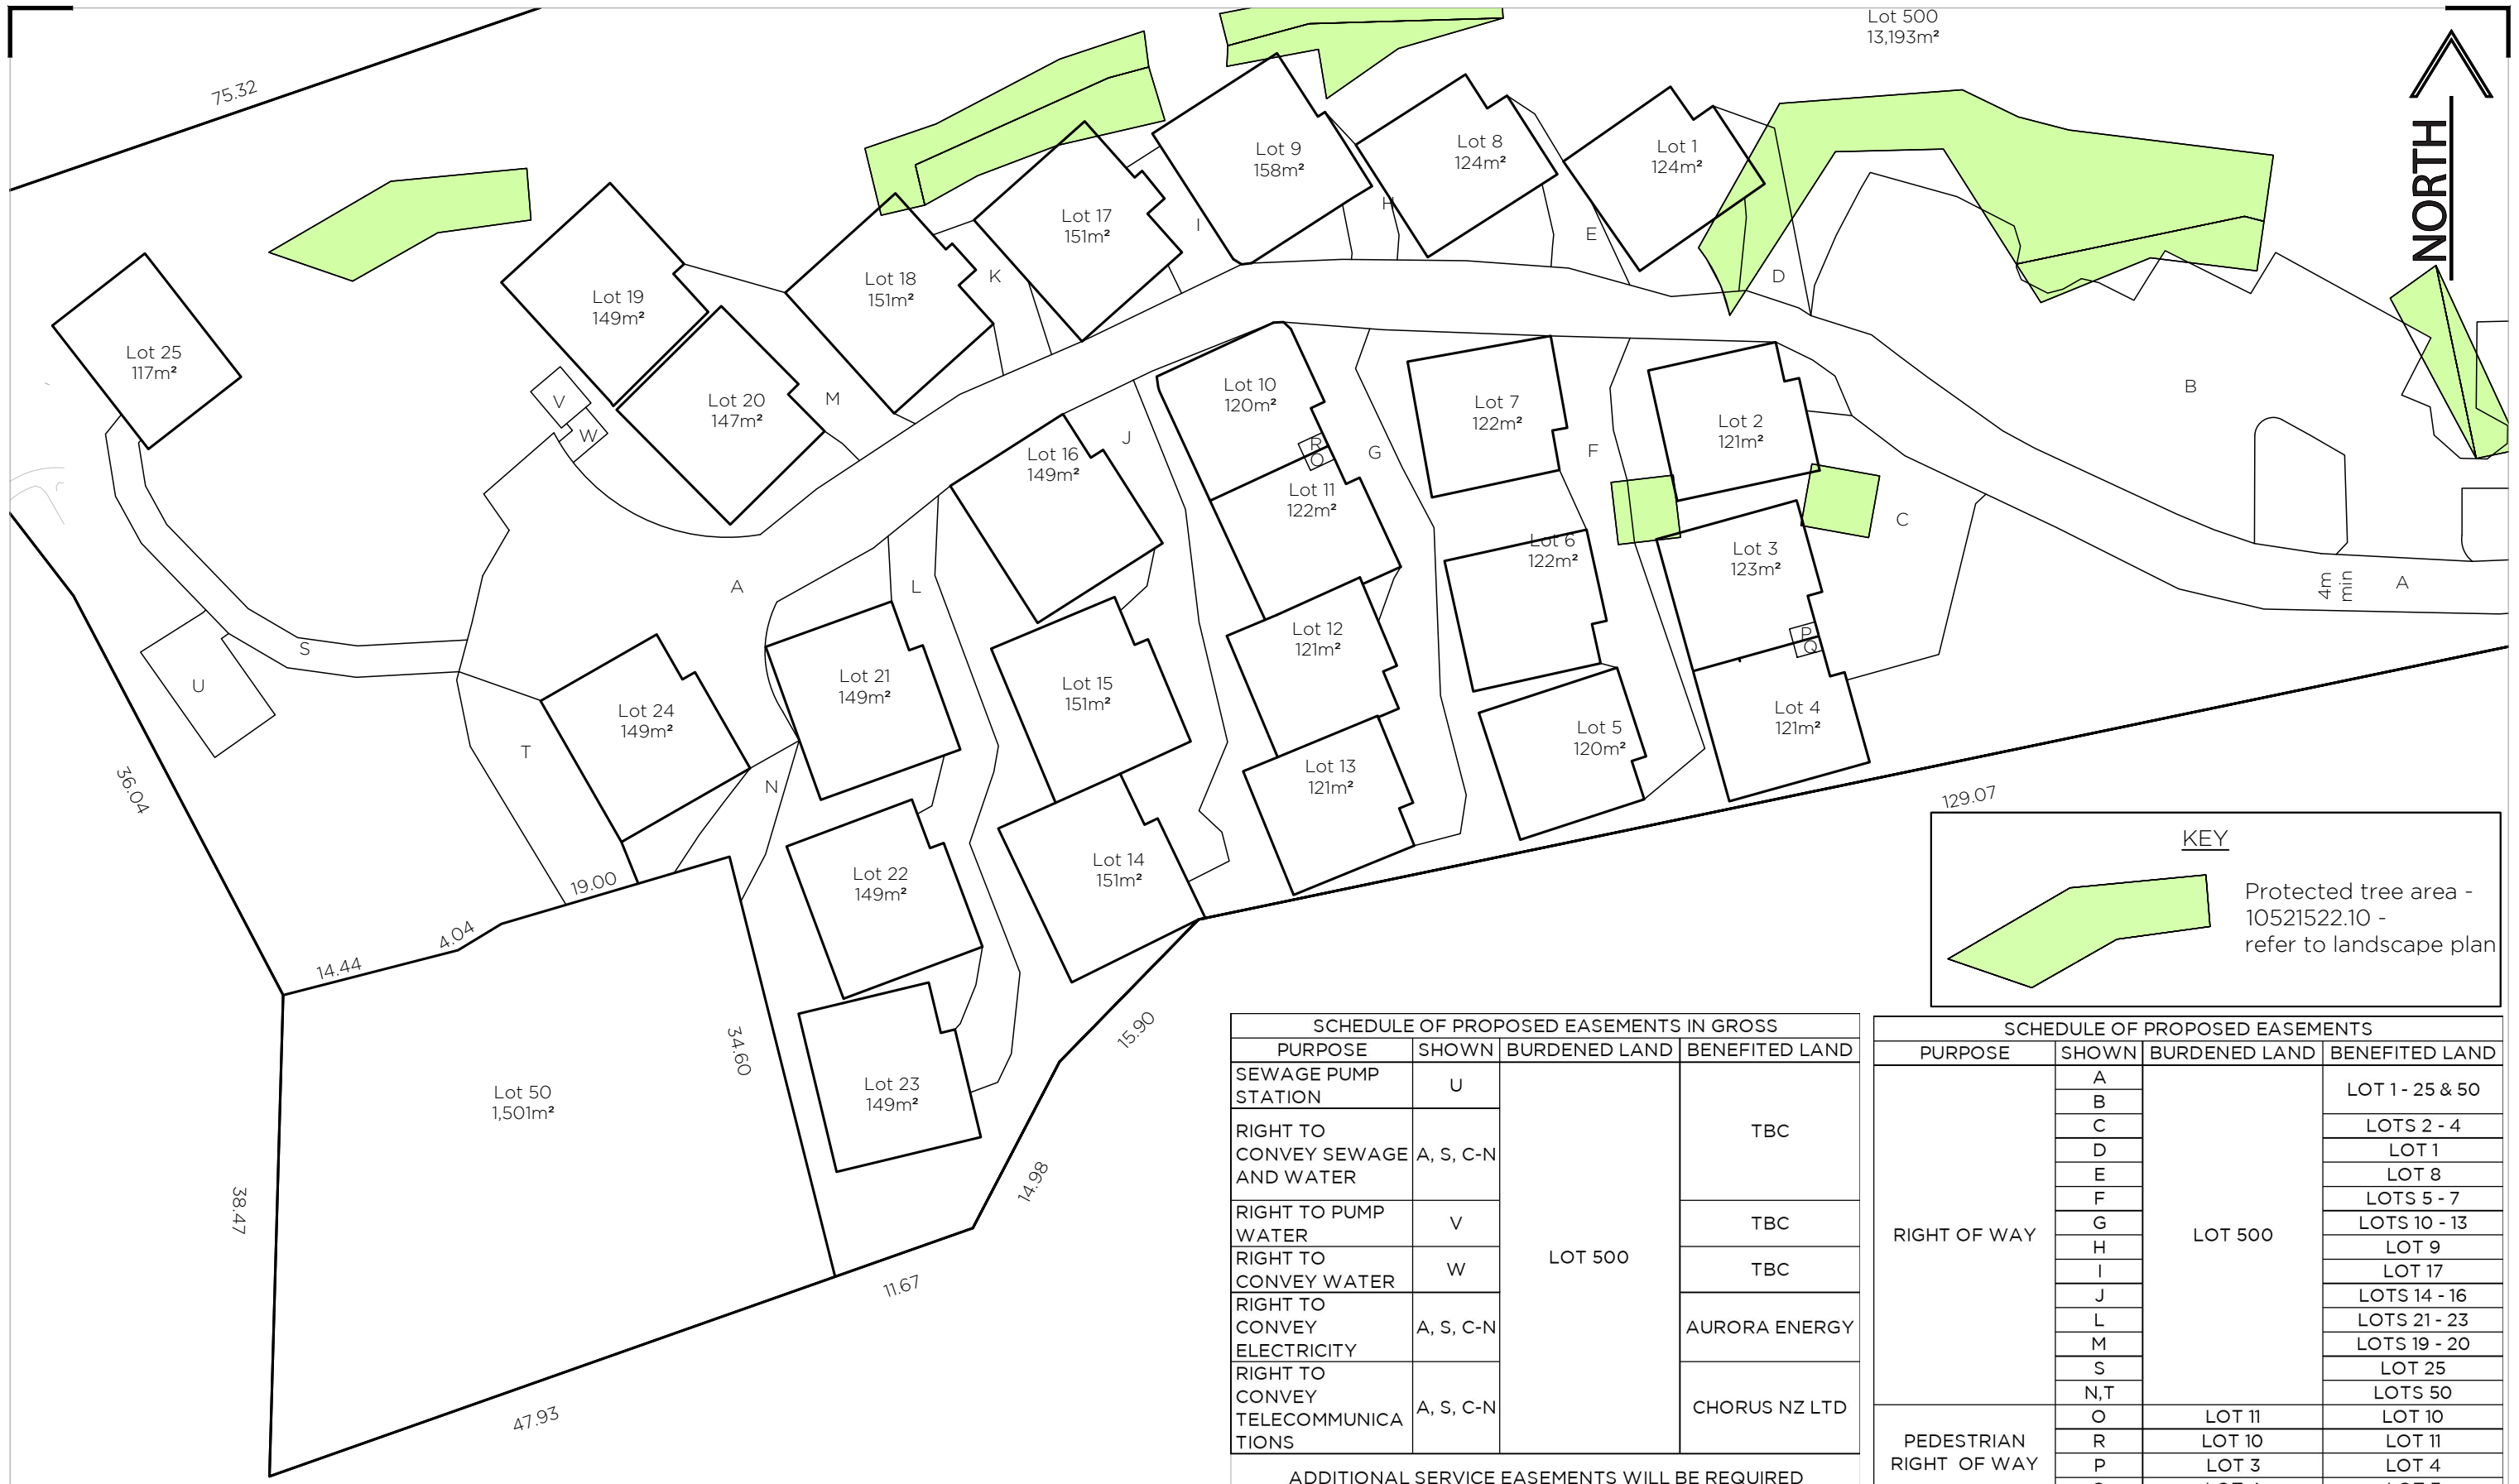 Lot 500
13,193m²
NORTH
75.32
Lot 9
158m²
Lot 8
124m²
Lot 1
124m²
H
E
D
I
Lot 17
151m²
K
Lot 18
151m²
Lot 19
149m²
Lot 20
147m²
M
V
W
Lot 25
117m²
B
Lot 10
120m²
R
O
G
Lot 7
122m²
F
Lot 2
121m²
C
J
Lot 16
149m²
Lot 11
122m²
Lot 6
122m²
Lot 3
123m²
P
Q
4m
min
A
A
L
S
U
T
Lot 24
149m²
N
Lot 21
149m²
Lot 15
151m²
Lot 12
121m²
Lot 13
121m²
Lot 5
120m²
Lot 4
121m²
Lot 22
149m²
Lot 14
151m²
Lot 23
149m²
Lot 50
1,501m²
36.04
14.44
4.04
19.00
34.60
38.47
47.93
11.67
14.98
15.90
129.07
KEY
Protected tree area -
10521522.10 -
refer to landscape plan
SCHEDULE OF PROPOSED EASEMENTS IN GROSS
PURPOSE SHOWN BURDENED LAND BENEFITED LAND
SEWAGE PUMP
STATION
U
RIGHT TO
CONVEY SEWAGE
AND WATER
A, S, C-N
TBC
RIGHT TO PUMP
WATER
V
TBC
LOT 500
RIGHT TO
CONVEY WATER
W
TBC
RIGHT TO
CONVEY
ELECTRICITY
A, S, C-N
AURORA ENERGY
RIGHT TO
CONVEY
TELECOMMUNICA
TIONS
A, S, C-N
CHORUS NZ LTD
ADDITIONAL SERVICE EASEMENTS WILL BE REQUIRED
SCHEDULE OF PROPOSED EASEMENTS
PURPOSE SHOWN BURDENED LAND BENEFITED LAND
RIGHT OF WAY
LOT 500
A
B
LOT 1 - 25 & 50
C LOTS 2 - 4
D LOT 1
E LOT 8
F LOTS 5 - 7
G LOTS 10 - 13
H LOT 9
I LOT 17
J LOTS 14 - 16
L LOTS 21 - 23
M LOTS 19 - 20
S LOT 25
N,T LOTS 50
PEDESTRIAN
RIGHT OF WAY
O LOT 11 LOT 10
R LOT 10 LOT 11
P LOT 3 LOT 4